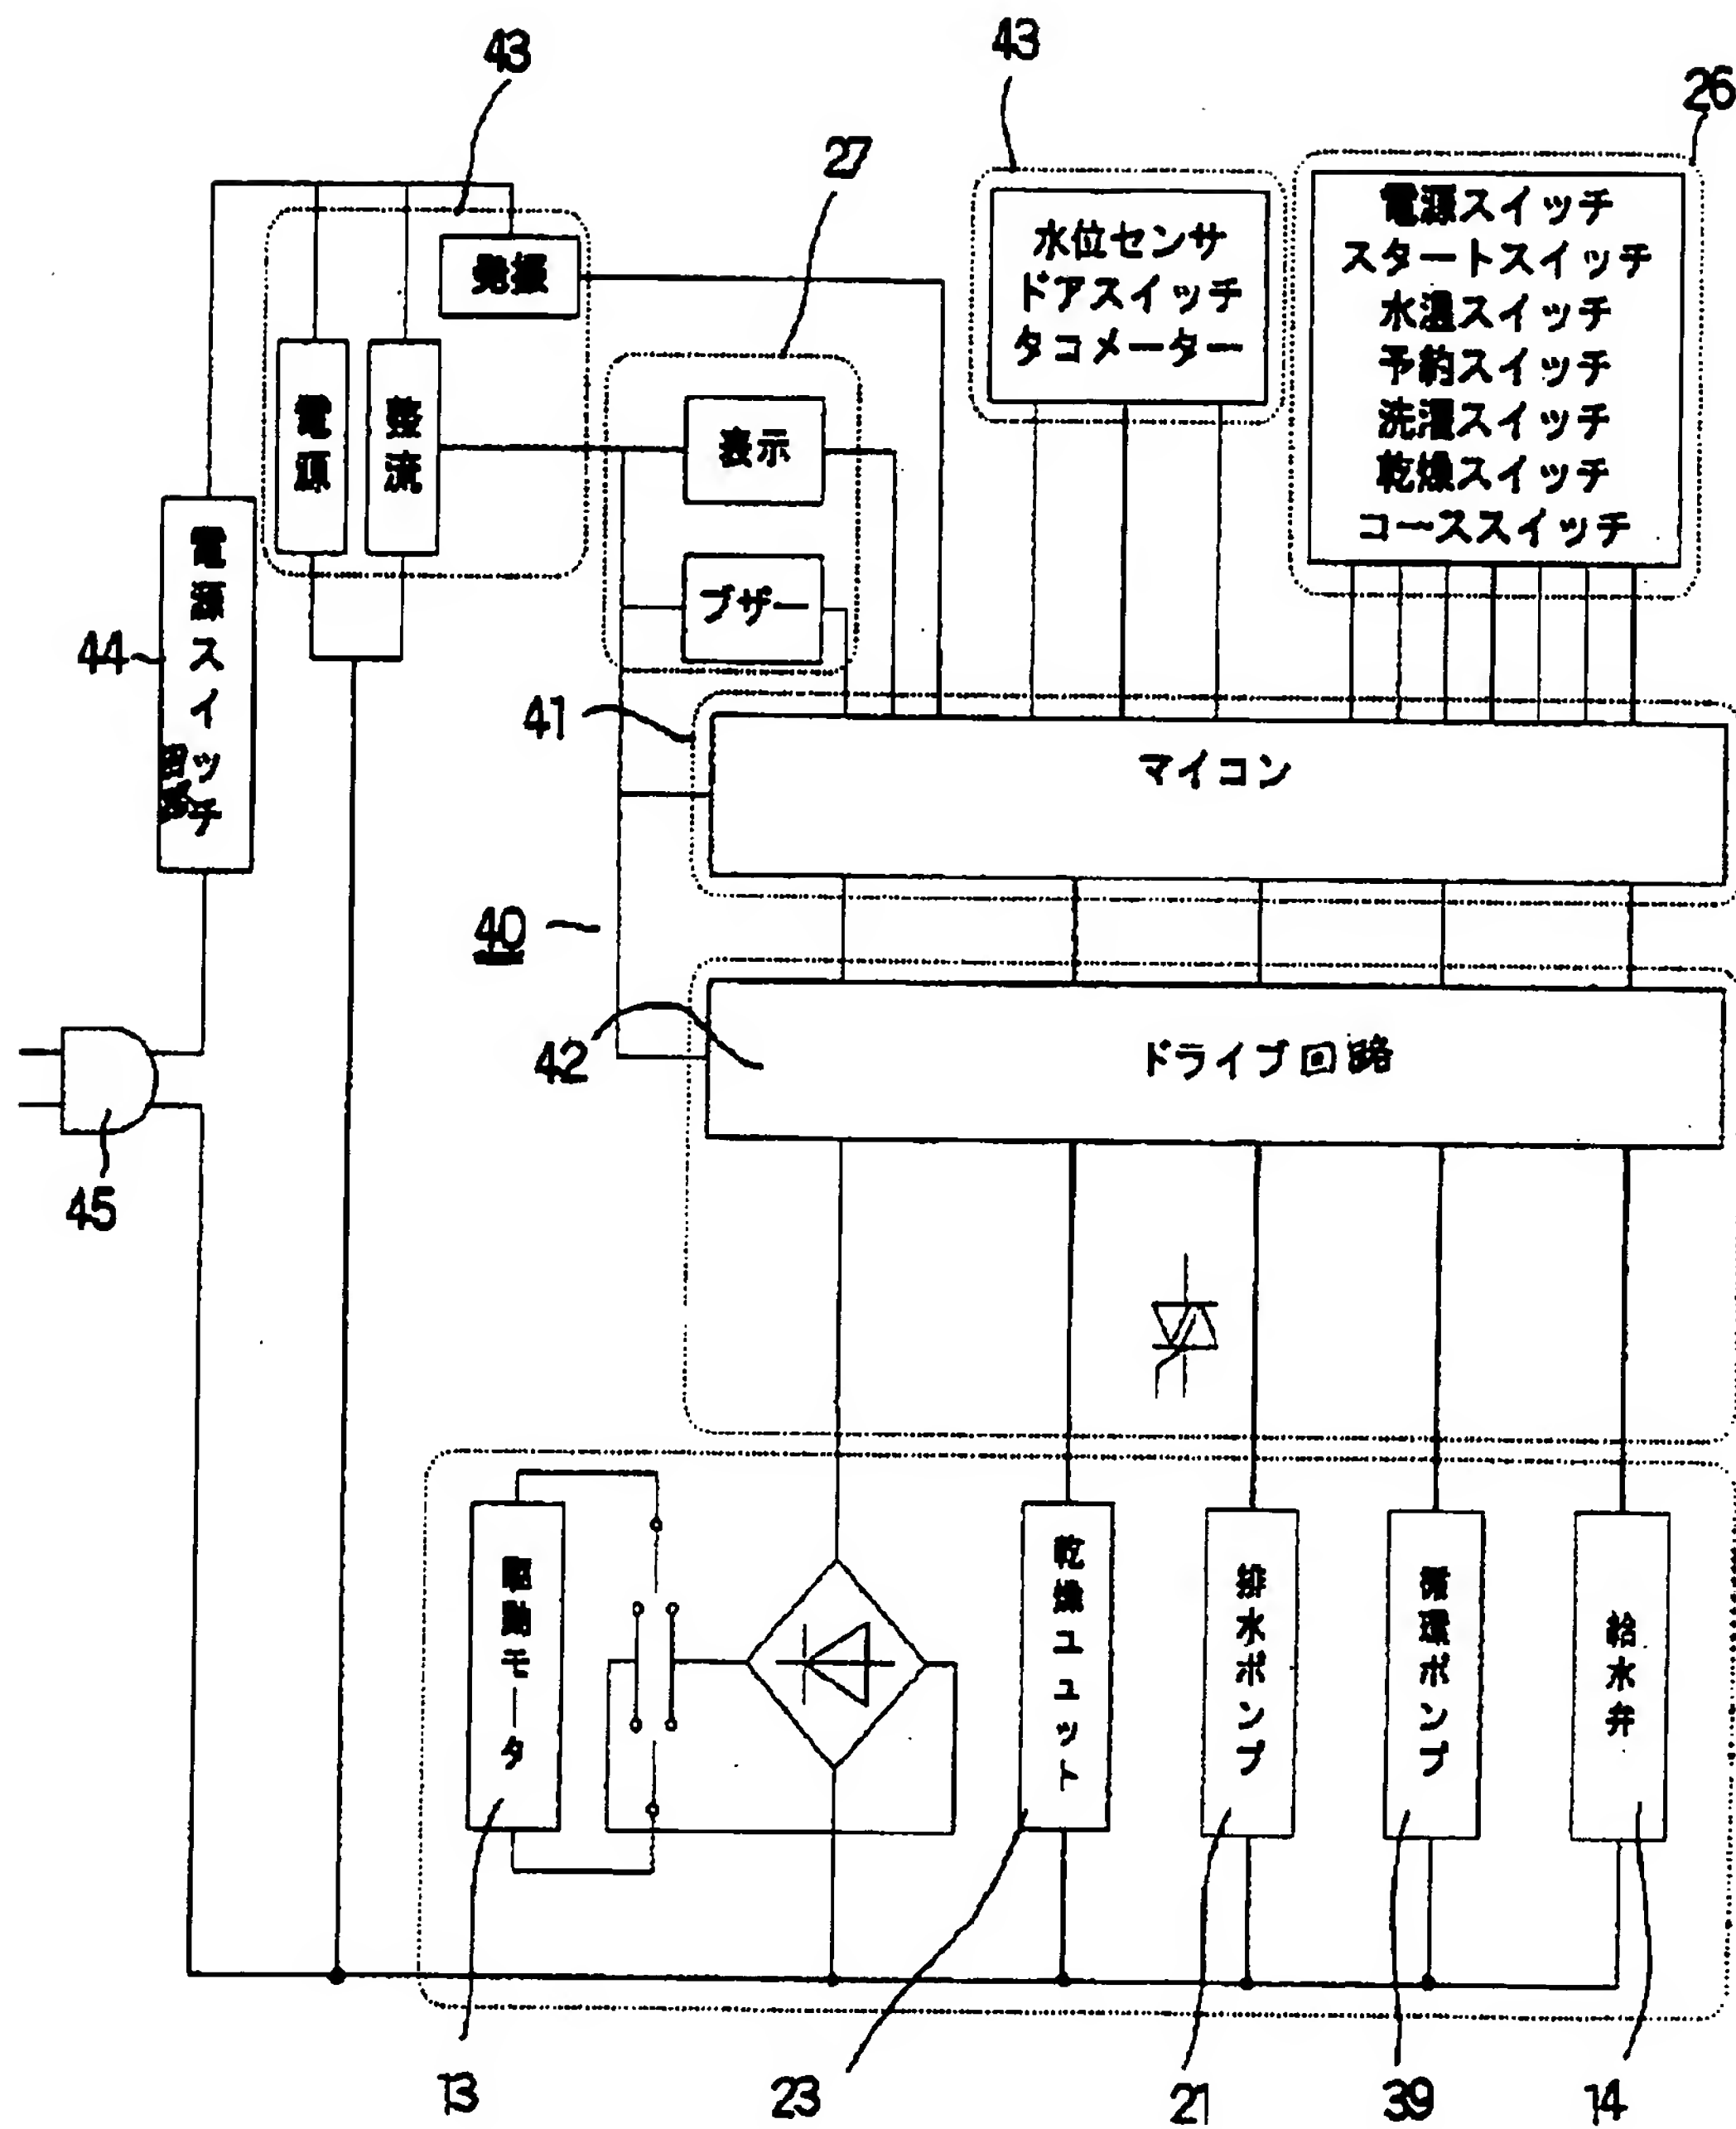 43
43
26
27
電源スイッチ
スタートスイッチ
水温スイッチ
予約スイッチ
洗濯スイッチ
乾燥スイッチ
コーススイッチ
水位センサ
ドアスイッチ
タコメーター
発振
電源
整流
表示
ブザー
44
電源スイッチ
41
マイコン
40
42
ドライブ回路
45
駆動モータ
乾燥ユニット
排水ポンプ
循環ポンプ
給水弁
13
23
21
39
14